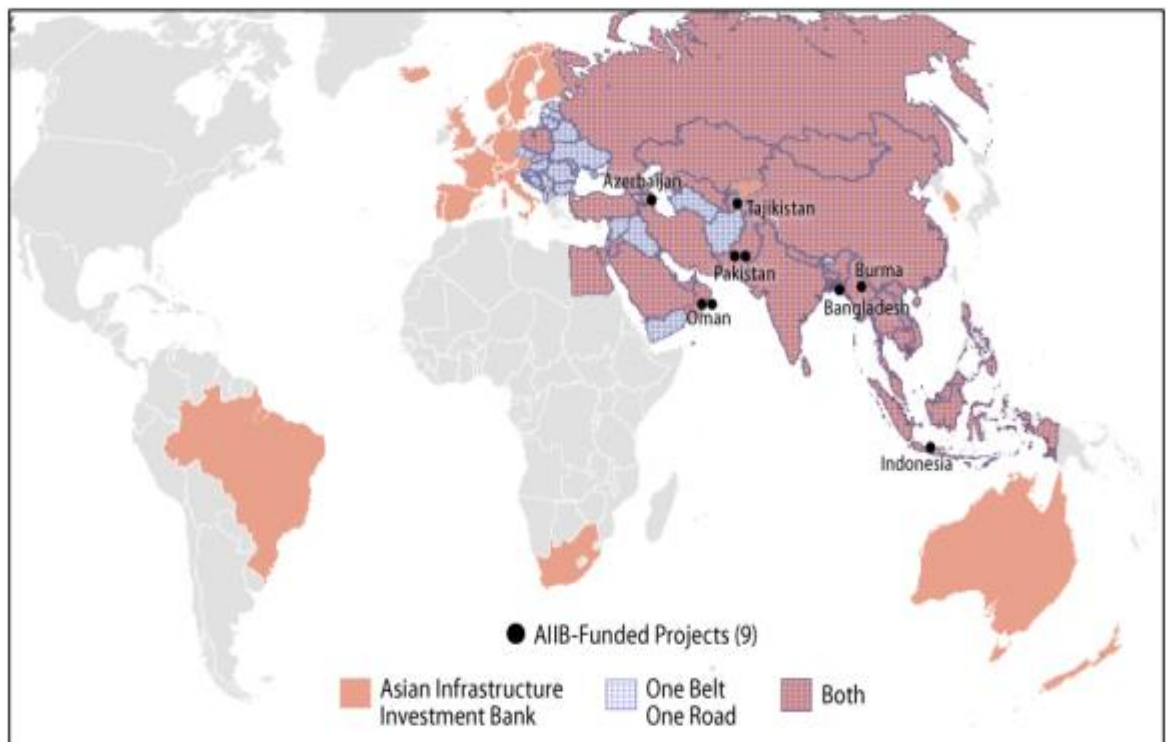 Azerbaijan
Tajikistan
Pakistan
Burma
Bangladesh
Oman
Indonesia
AIIB-Funded Projects (9)
Asian Infrastructure
Investment Bank
One Belt
One Road
Both